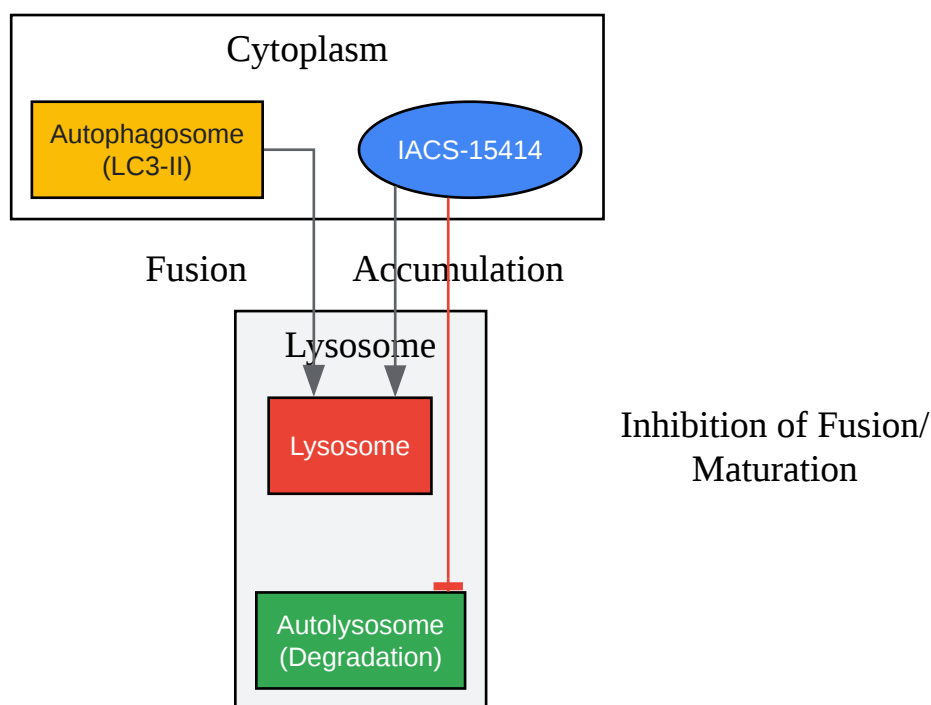 Cytoplasm
Autophagosome
(LC3-II)
IACS-15414
Fusion
Accumulation
Lysosome
Lysosome
Inhibition of Fusion/
Maturation
Autolysosome
(Degradation)